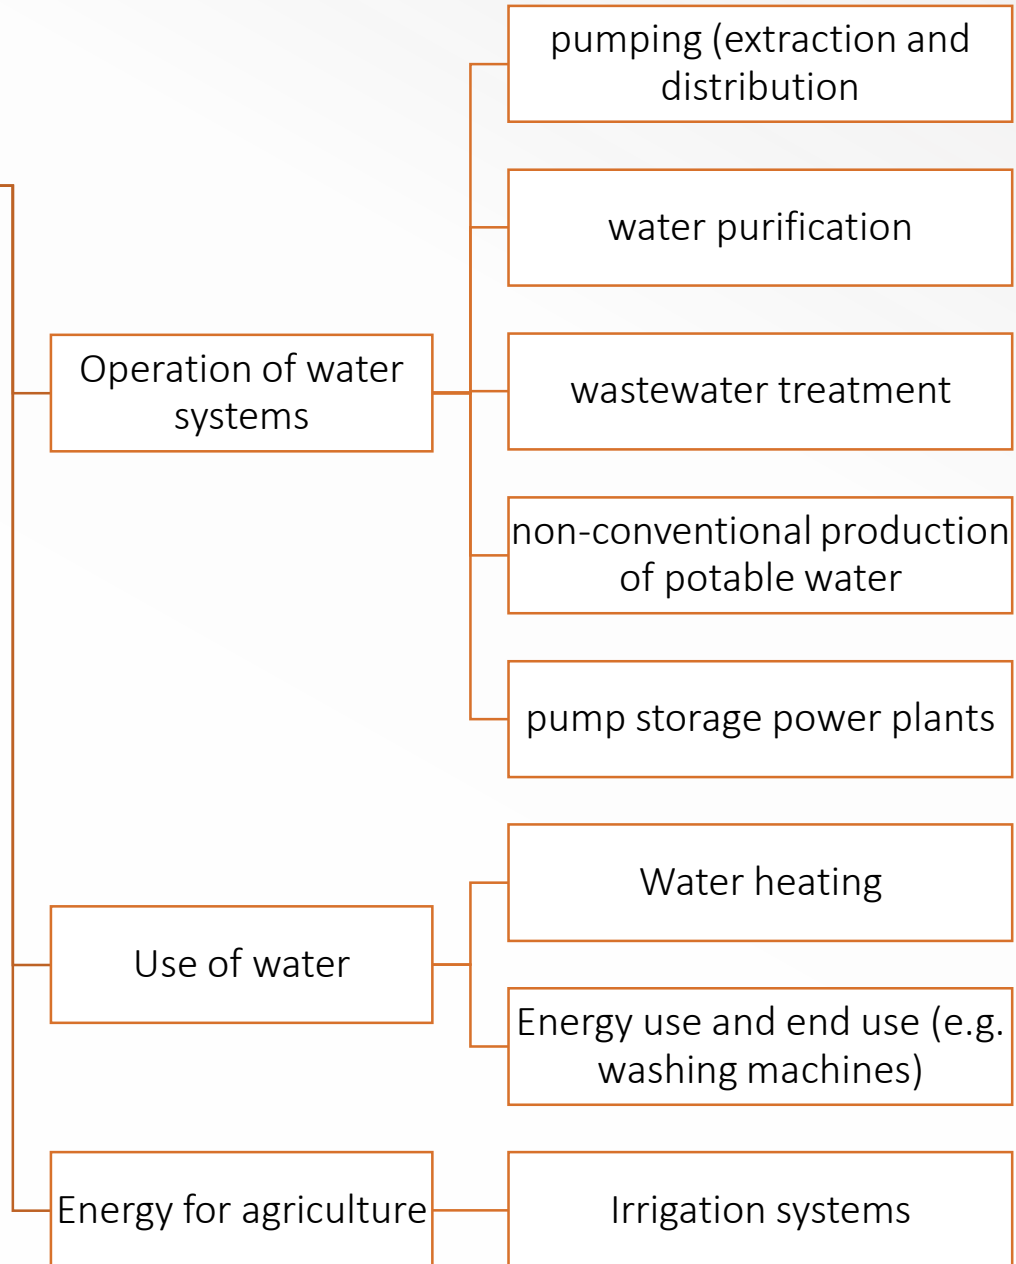 pumping (extraction and
distribution
water purification
Operation of water
systems
wastewater treatment
non-conventional production
of potable water
pump storage power plants
Water heating
Use of water
Energy use and end use (e.g.
washing machines)
Energy for agriculture
Irrigation systems